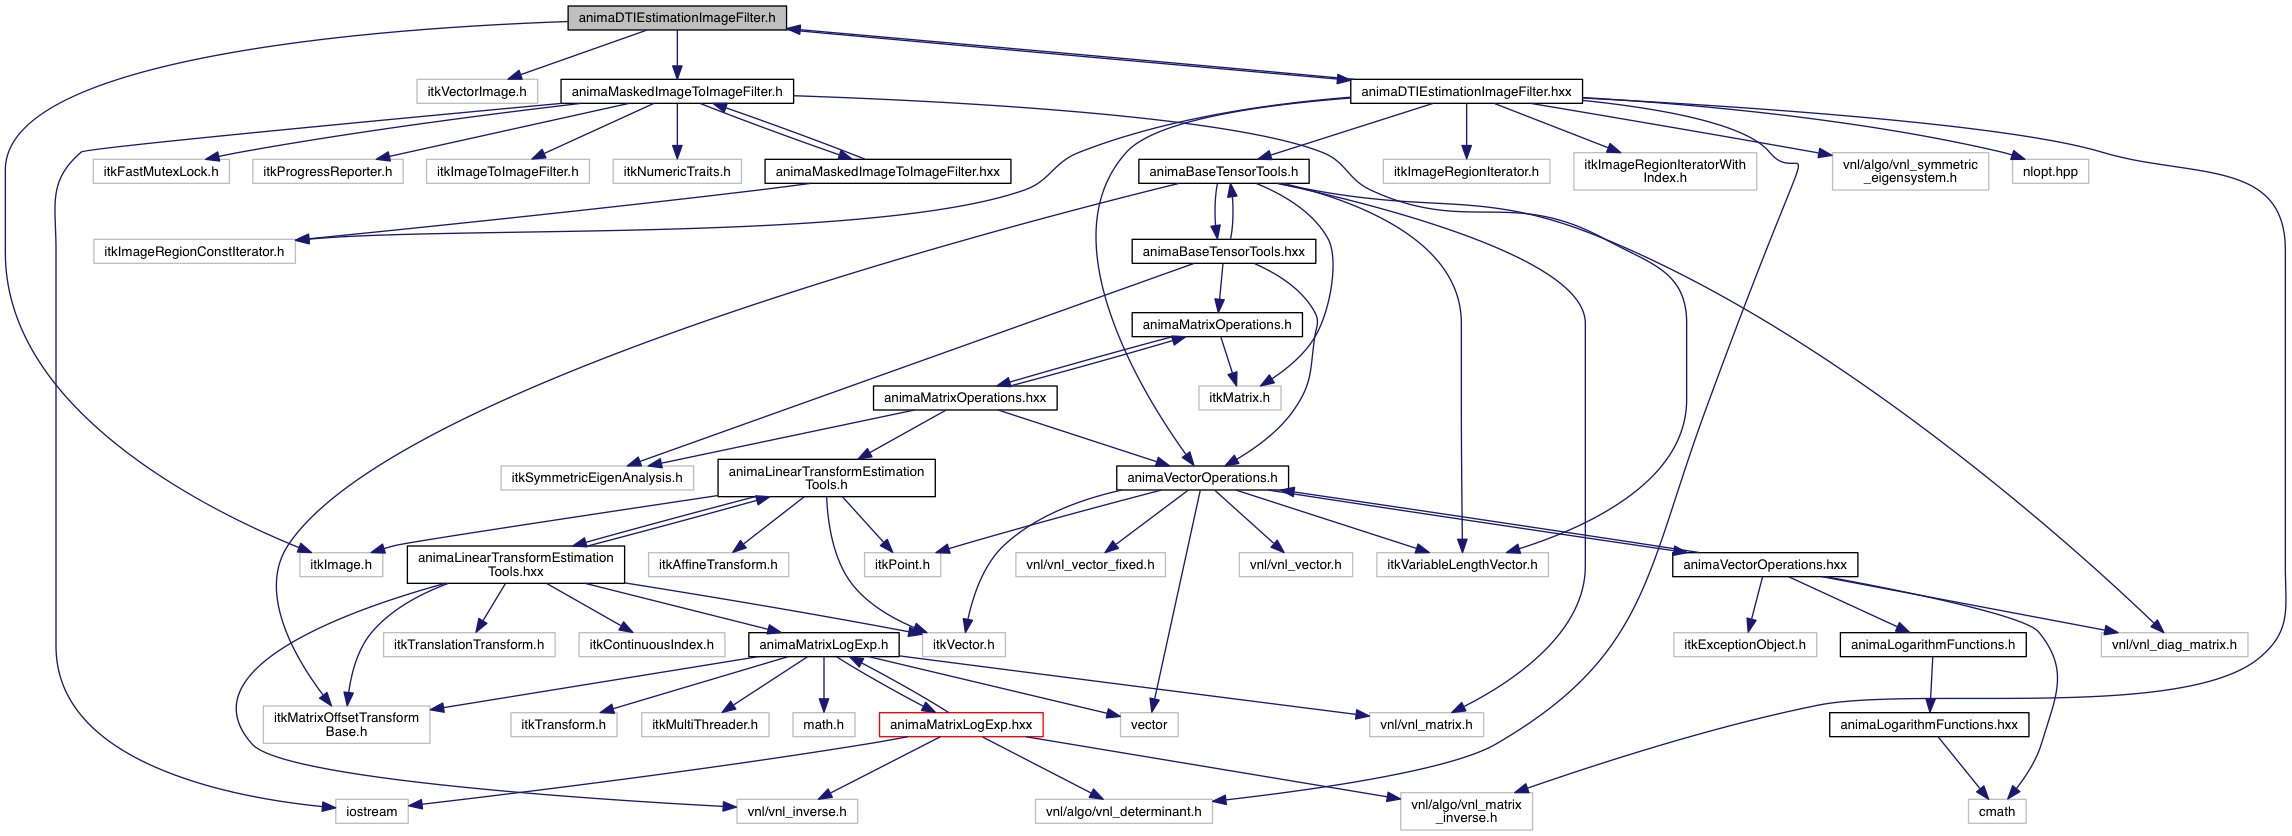 animaDTIEstimationImageFilter.h
itkVectorImage.h
animaMaskedImageToImageFilter.h
animaDTIEstimationImageFilter.hxx
itkFastMutexLock.h
itkProgressReporter.h
itkImageToImageFilter.h
itkNumericTraits.h
animaMaskedImageToImageFilter.hxx
animaBaseTensorTools.h
itkImageRegionIterator.h
itkImageRegionIteratorWith
Index.h
vnl/algo/vnl_symmetric
_eigensystem.h
nlopt.hpp
itkImageRegionConstIterator.h
animaBaseTensorTools.hxx
animaMatrixOperations.h
animaMatrixOperations.hxx
itkMatrix.h
itkSymmetricEigenAnalysis.h
animaLinearTransformEstimation
Tools.h
animaVectorOperations.h
itkImage.h
animaLinearTransformEstimation
Tools.hxx
itkAffineTransform.h
itkPoint.h
vnl/vnl_vector_fixed.h
vnl/vnl_vector.h
itkVariableLengthVector.h
animaVectorOperations.hxx
itkTranslationTransform.h
itkContinuousIndex.h
animaMatrixLogExp.h
itkVector.h
itkExceptionObject.h
animaLogarithmFunctions.h
vnl/vnl_diag_matrix.h
itkMatrixOffsetTransform
Base.h
itkTransform.h
itkMultiThreader.h
math.h
animaMatrixLogExp.hxx
vector
vnl/vnl_matrix.h
animaLogarithmFunctions.hxx
iostream
vnl/vnl_inverse.h
vnl/algo/vnl_determinant.h
vnl/algo/vnl_matrix
_inverse.h
cmath